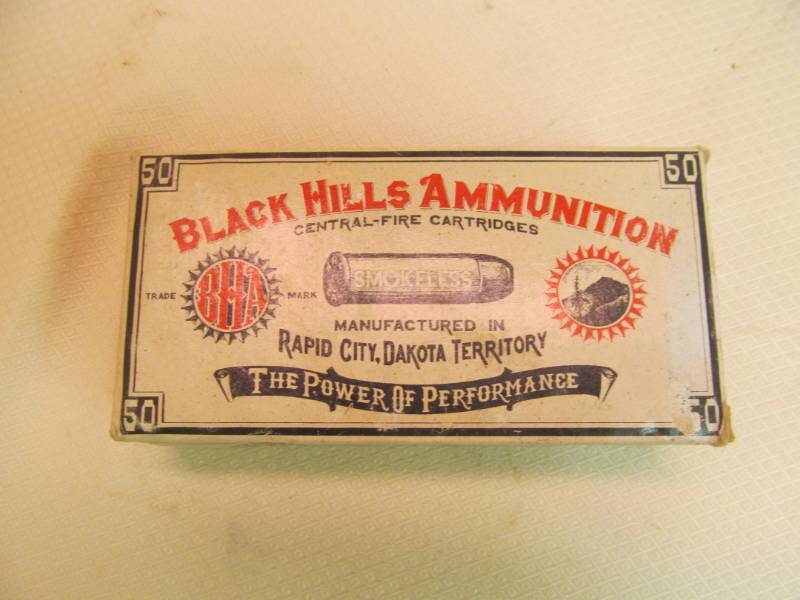 50 50
BLACK HILLS AMMUNITION
CENTRAL-FIRE CARTRIDGES
SMOKELESS
TRADE BHA MARK
MANUFACTURED IN
RAPID CITY, DAKOTA TERRITORY
THE POWER OF PERFORMANCE
50 50